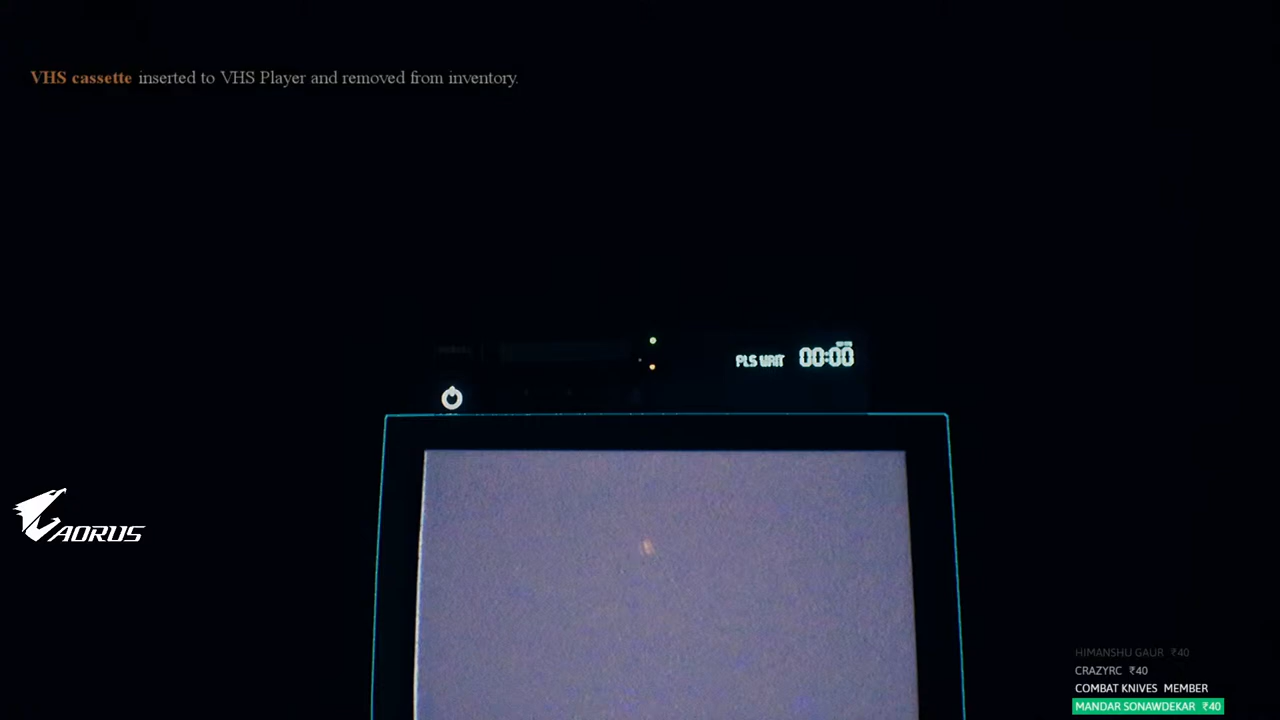 VHS cassette inserted to VHS Player and removed from inventory.
PLS WAIT 00:00
AORUS
HIMANSHU GAUR ₹40
CRAZYRC ₹40
COMBAT KNIVES MEMBER
MANDAR SONAWDEKAR ₹40